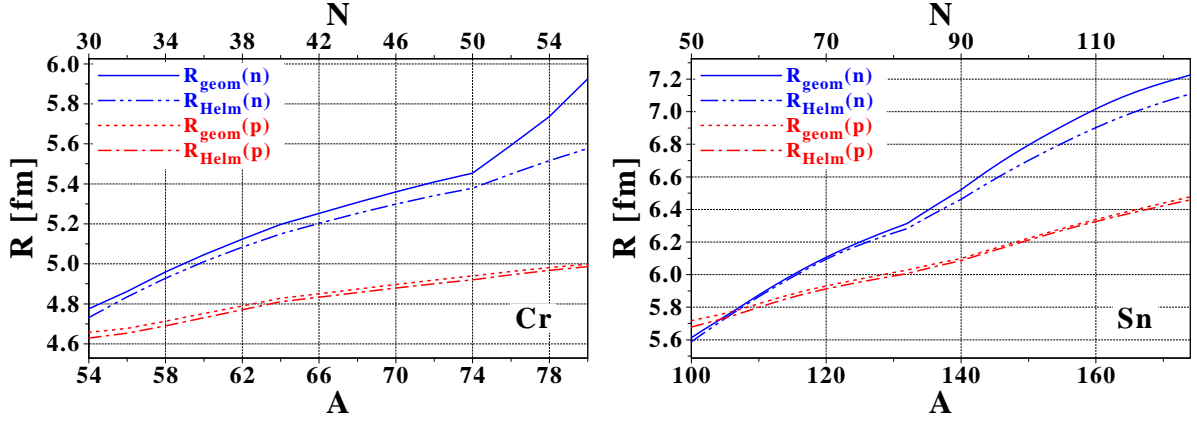 N
30 34 38 42 46 50 54
R [fm]
6.0
5.8
5.6
5.4
5.2
5.0
4.8
4.6
R_geom(n)
R_Helm(n)
R_geom(p)
R_Helm(p)
Cr
54 58 62 66 70 74 78
A
N
50 70 90 110
R [fm]
7.2
7.0
6.8
6.6
6.4
6.2
6.0
5.8
5.6
R_geom(n)
R_Helm(n)
R_geom(p)
R_Helm(p)
Sn
100 120 140 160
A